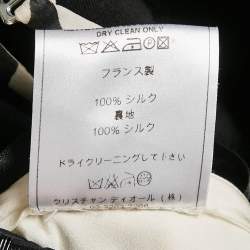 DRY CLEAN ONLY
フランス製
100% シルク
裏地
100% シルク
ドライクリーニングして下さい
クリスチャン ディオール (株)